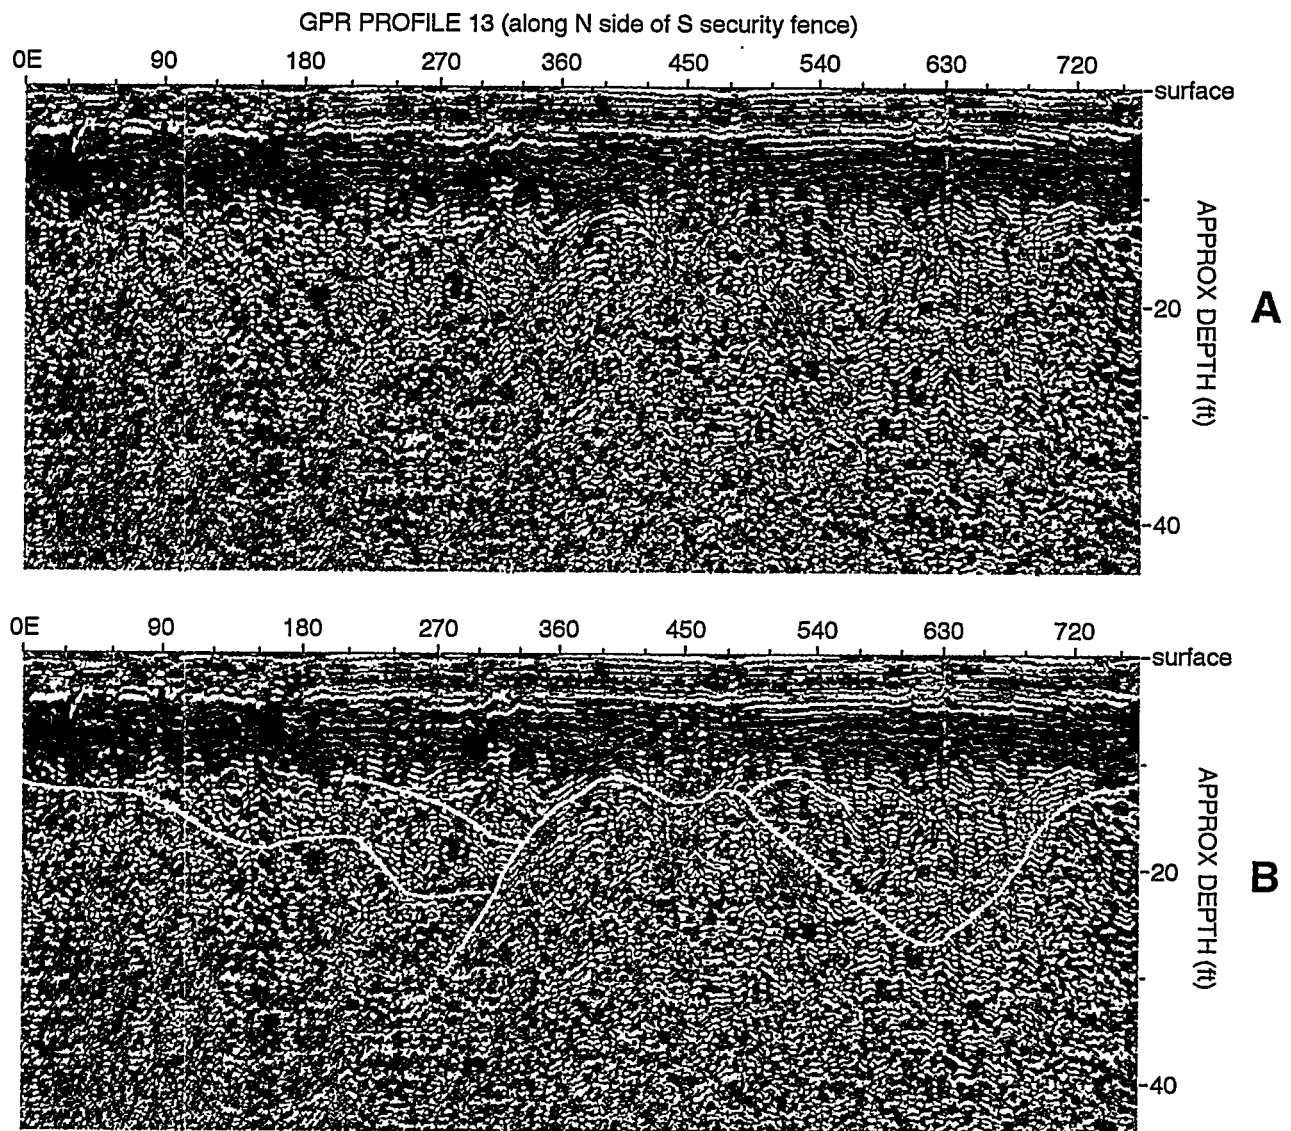 GPR PROFILE 13 (along N side of S security fence)
0E 90 180 270 360 450 540 630 720
surface
20
40
APPROX DEPTH (ft)
A
0E 90 180 270 360 450 540 630 720
surface
20
40
APPROX DEPTH (ft)
B